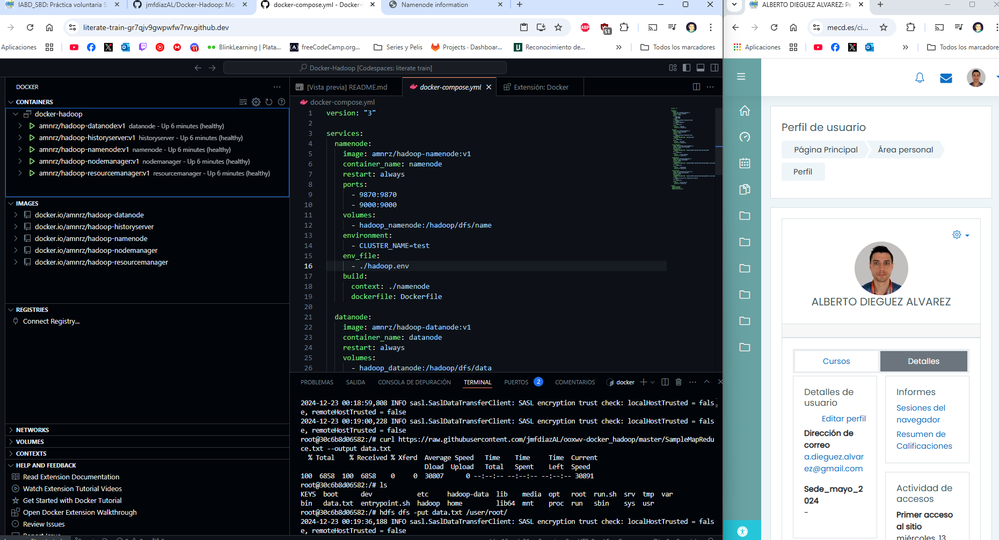 IABD_SBD: Práctica voluntaria S
jmfdiazAL/Docker-Hadoop: Mo
docker-compose.yml - Docker-
Namenode information
literate-train-gr7qjv9gwpwfw7rw.github.dev
ABP
51
Aplicaciones
11
BlinkLearning | Plata...
freeCodeCamp.org...
Series y Pelis
Projects · Dashboar...
Reconocimiento de...
Todos los marcadores
Docker-Hadoop [Codespaces: literate train]
DOCKER
CONTAINERS
docker-hadoop
amnrz/hadoop-datanode:v1 datanode - Up 6 minutes (healthy)
amnrz/hadoop-historyserver:v1 historyserver - Up 6 minutes (healthy)
amnrz/hadoop-namenode:v1 namenode - Up 6 minutes (healthy)
amnrz/hadoop-nodemanager:v1 nodemanager - Up 6 minutes (healthy)
amnrz/hadoop-resourcemanager:v1 resourcemanager - Up 6 minutes (healthy)
IMAGES
docker.io/amnrz/hadoop-datanode
docker.io/amnrz/hadoop-historyserver
docker.io/amnrz/hadoop-namenode
docker.io/amnrz/hadoop-nodemanager
docker.io/amnrz/hadoop-resourcemanager
REGISTRIES
Connect Registry...
NETWORKS
VOLUMES
CONTEXTS
HELP AND FEEDBACK
Read Extension Documentation
Watch Extension Tutorial Videos
Get Started with Docker Tutorial
Open Docker Extension Walkthrough
Review Issues
[Vista previa] README.md
docker-compose.yml
Extensión: Docker
docker-compose.yml
1 version: "3"
2
3 services:
4 namenode:
5 image: amnrz/hadoop-namenode:v1
6 container_name: namenode
7 restart: always
8 ports:
9 - 9870:9870
10 - 9000:9000
11 volumes:
12 - hadoop_namenode:/hadoop/dfs/name
13 environment:
14 - CLUSTER_NAME=test
15 env_file:
16 - ./hadoop.env
17 build:
18 context: ./namenode
19 dockerfile: Dockerfile
20
21 datanode:
22 image: amnrz/hadoop-datanode:v1
23 container_name: datanode
24 restart: always
25 volumes:
26 - hadoop_datanode:/hadoop/dfs/data
PROBLEMAS SALIDA CONSOLA DE DEPURACIÓN TERMINAL PUERTOS 2 COMENTARIOS docker
2024-12-23 00:18:59,808 INFO sasl.SaslDataTransferClient: SASL encryption trust check: localHostTrusted = fals
e, remoteHostTrusted = false
2024-12-23 00:19:00,228 INFO sasl.SaslDataTransferClient: SASL encryption trust check: localHostTrusted = fals
e, remoteHostTrusted = false
root@30c6b8d06582:/# curl https://raw.githubusercontent.com/jmfdiazAL/ooxwv-docker_hadoop/master/SampleMapRedu
ce.txt --output data.txt
% Total % Received % Xferd Average Speed Time Time Time Current
Dload Upload Total Spent Left Speed
100 6858 100 6858 0 0 30807 0 --:--:-- --:--:-- --:--:-- 30891
root@30c6b8d06582:/# ls
KEYS boot dev etc hadoop-data lib media opt root run.sh srv tmp var
bin data.txt entrypoint.sh hadoop home lib64 mnt proc run sbin sys usr
root@30c6b8d06582:/# hdfs dfs -put data.txt /user/root/
2024-12-23 00:19:36,188 INFO sasl.SaslDataTransferClient: SASL encryption trust check: localHostTrusted = fals
e, remoteHostTrusted = false
ALBERTO DIEGUEZ ALVAREZ: Pe
mecd.es/ci...
Aplicaciones
Todos los marcadore
Perfil de usuario
Página Principal
Área personal
Perfil
ALBERTO DIEGUEZ ALVAREZ
Cursos
Detalles
Detalles de
usuario
Editar perfil
Dirección de
correo
a.dieguez.alvar
ez@gmail.com
Sede_mayo_2
024
-
Informes
Sesiones del
navegador
Resumen de
Calificaciones
Actividad de
accesos
Primer acceso
al sitio
miércoles, 13